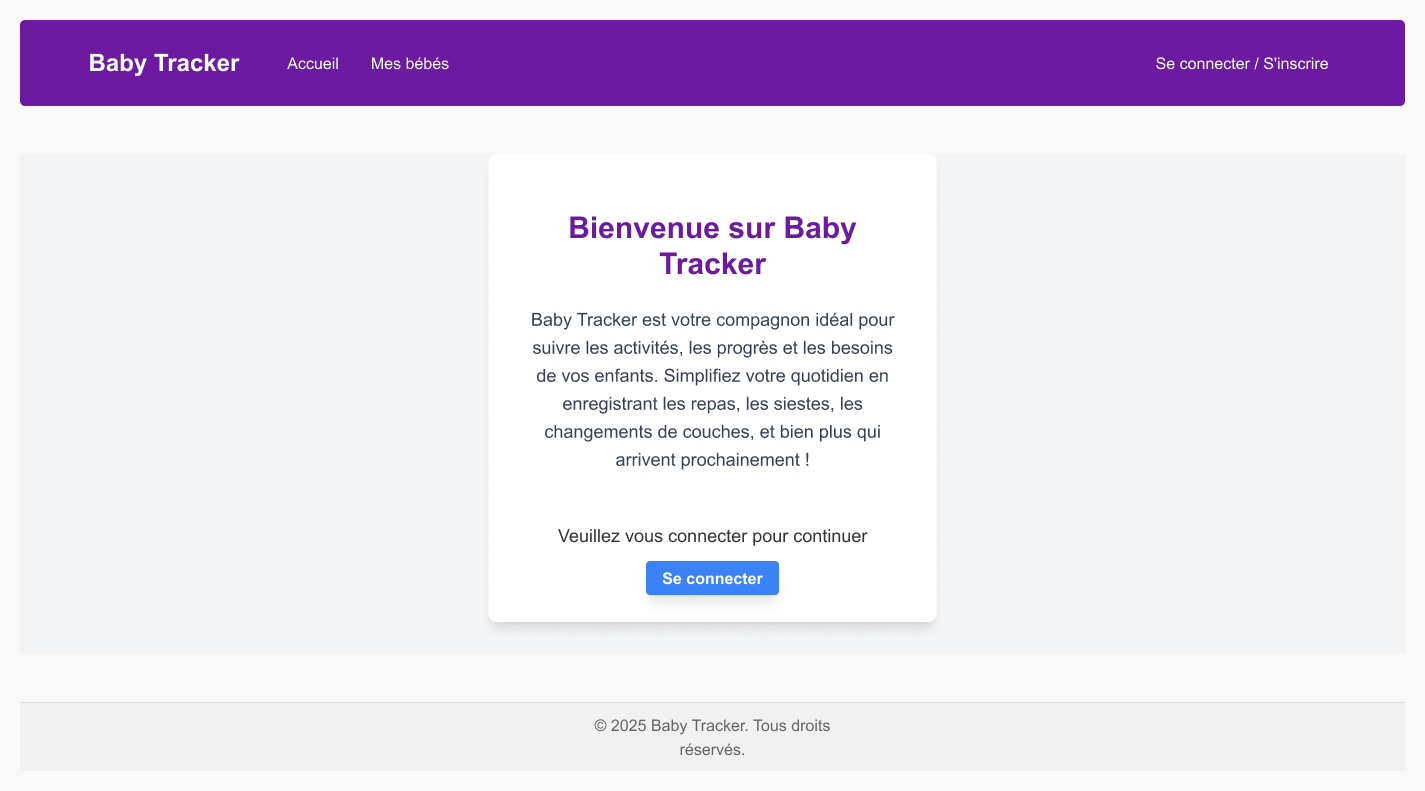 Baby Tracker Accueil Mes bébés Se connecter / S'inscrire
Bienvenue sur Baby
Tracker
Baby Tracker est votre compagnon idéal pour
suivre les activités, les progrès et les besoins
de vos enfants. Simplifiez votre quotidien en
enregistrant les repas, les siestes, les
changements de couches, et bien plus qui
arrivent prochainement !
Veuillez vous connecter pour continuer
Se connecter
© 2025 Baby Tracker. Tous droits
réservés.